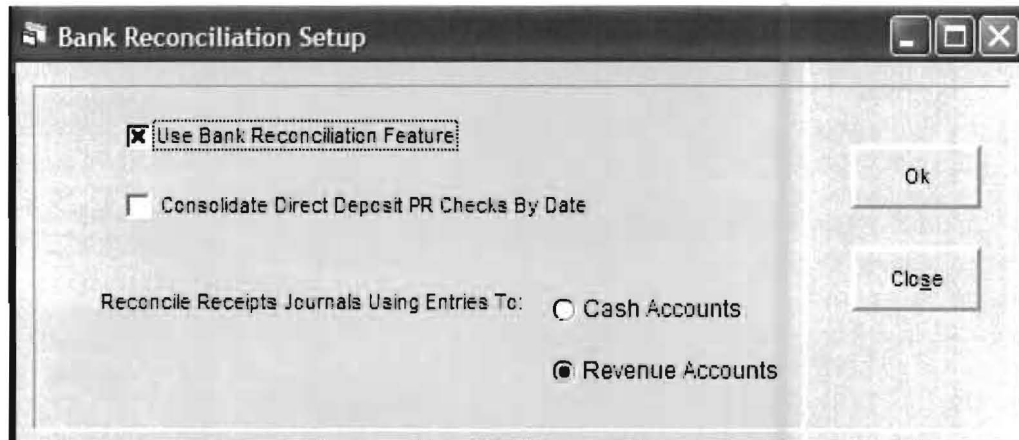 Bank Reconciliation Setup
Use Bank Reconciliation Feature
Ok
Consolidate Direct Deposit PR Checks By Date
Close
Reconcile Receipts Journals Using Entries To:
Cash Accounts
Revenue Accounts